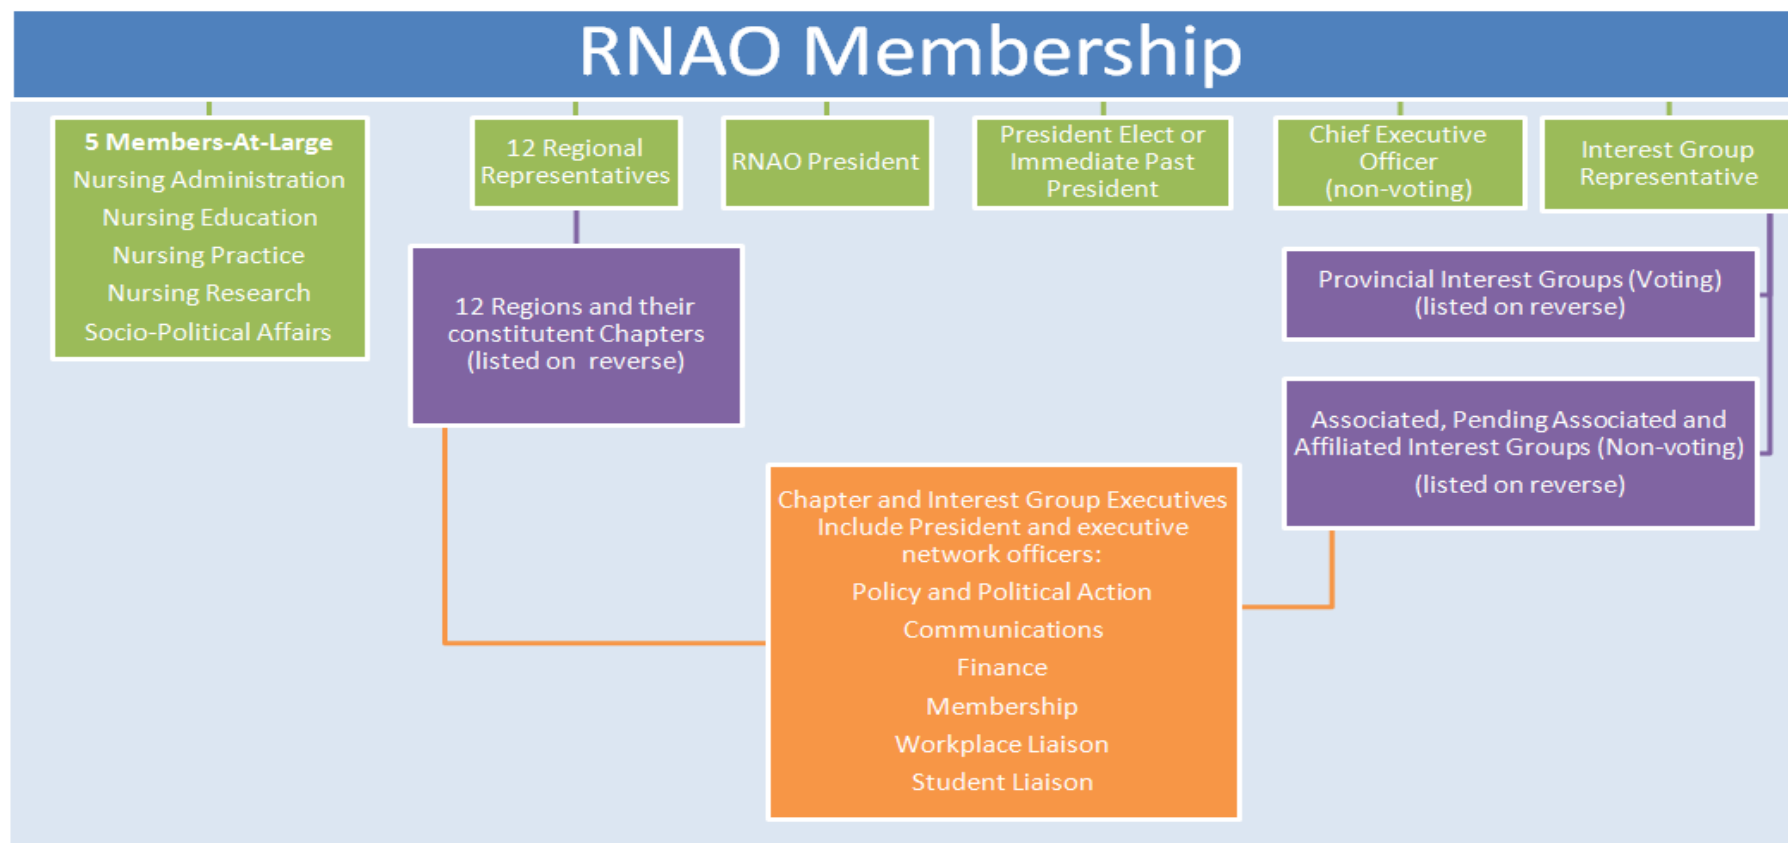 RNAO Membership
5 Members-At-Large
Nursing Administration
Nursing Education
Nursing Practice
Nursing Research
Socio-Political Affairs
12 Regional
Representatives
RNAO President
President Elect or
Immediate Past
President
Chief Executive
Officer
(non-voting)
Interest Group
Representative
12 Regions and their
constitutent Chapters
(listed on reverse)
Provincial Interest Groups (Voting)
(listed on reverse)
Associated, Pending Associated and
Affiliated Interest Groups (Non-voting)
(listed on reverse)
Chapter and Interest Group Executives
Include President and executive
network officers:
Policy and Political Action
Communications
Finance
Membership
Workplace Liaison
Student Liaison